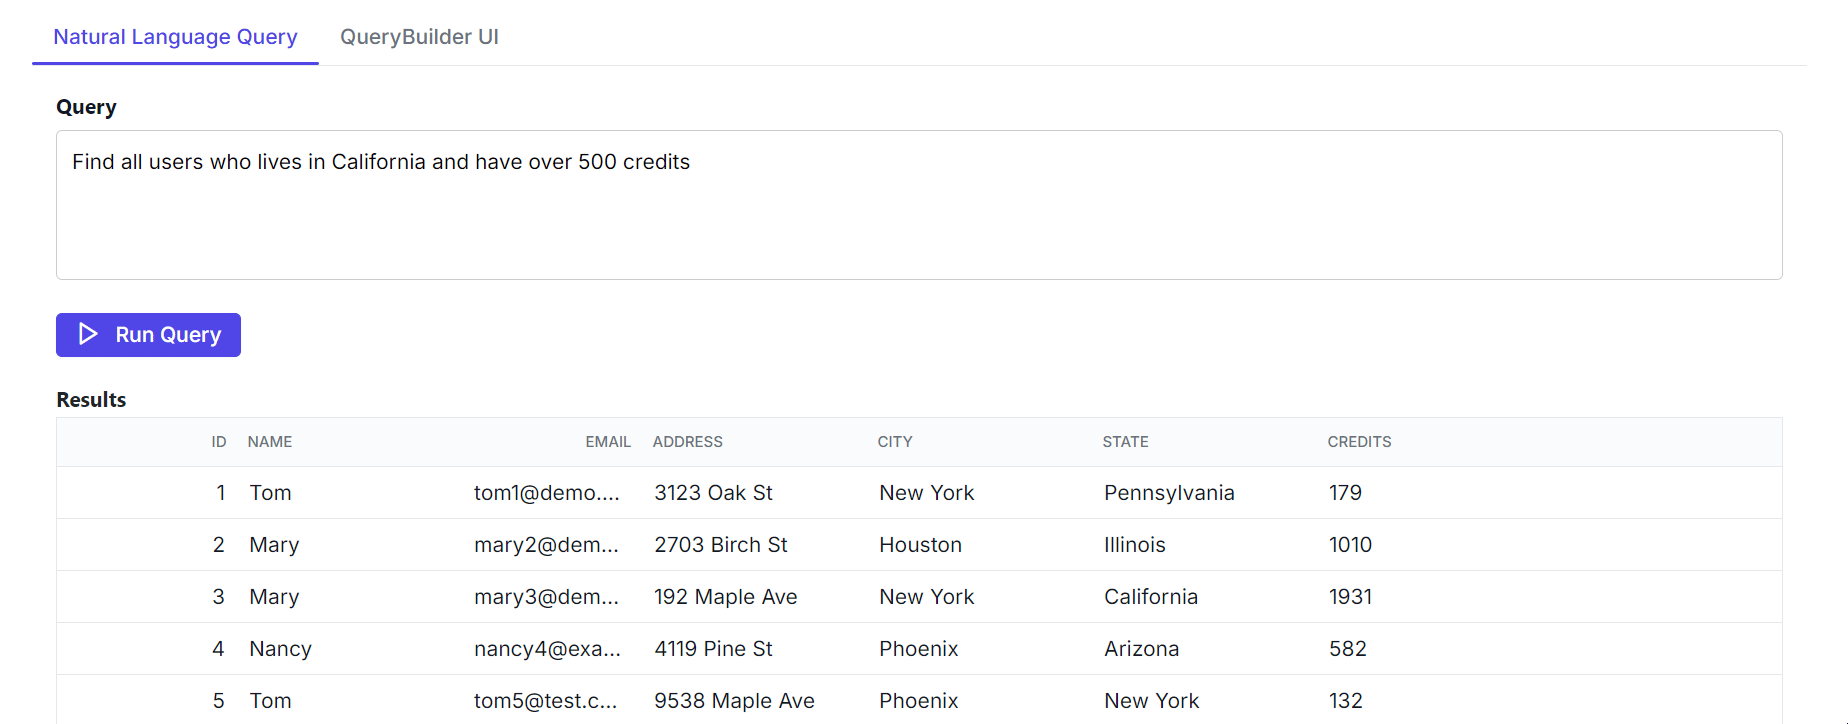 Natural Language Query QueryBuilder UI
Query
Find all users who lives in California and have over 500 credits
Run Query
Results
ID NAME EMAIL ADDRESS CITY STATE CREDITS
1 Tom tom1@demo.... 3123 Oak St New York Pennsylvania 179
2 Mary mary2@dem... 2703 Birch St Houston Illinois 1010
3 Mary mary3@dem... 192 Maple Ave New York California 1931
4 Nancy nancy4@exa... 4119 Pine St Phoenix Arizona 582
5 Tom tom5@test.c... 9538 Maple Ave Phoenix New York 132